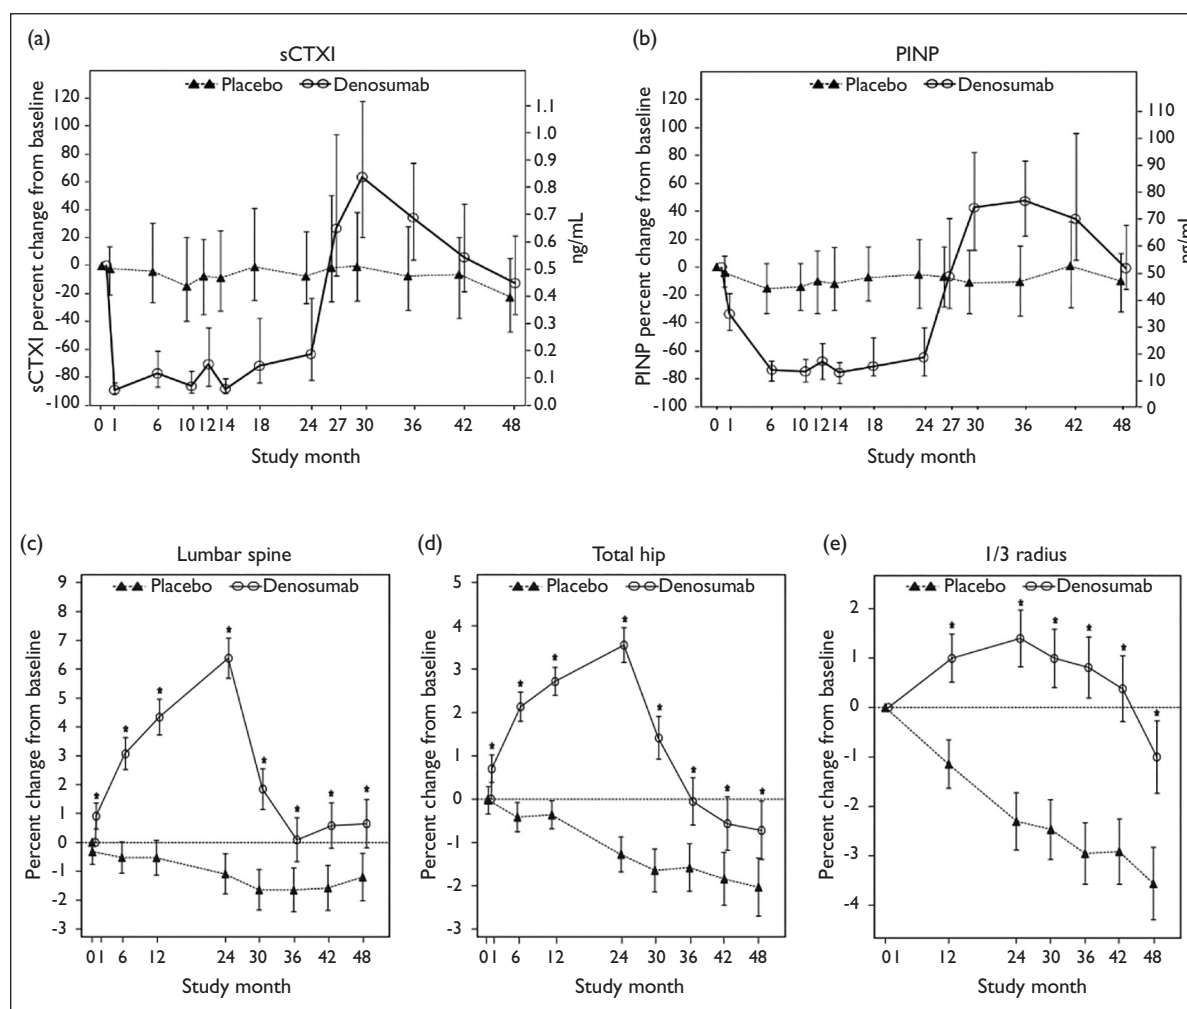 (a)
sCTXI
Placebo Denosumab
sCTXI percent change from baseline
120
100
80
60
40
20
0
-20
-40
-60
-80
-100
1.1
1.0
0.9
0.8
0.7
0.6
0.5
0.4
0.3
0.2
0.1
0.0
ng/mL
0 1 6 10 12 14 18 24 27 30 36 42 48
Study month
(b)
PINP
Placebo Denosumab
PINP percent change from baseline
120
100
80
60
40
20
0
-20
-40
-60
-80
-100
110
100
90
80
70
60
50
40
30
20
10
0
ng/mL
0 1 6 10 12 14 18 24 27 30 36 42 48
Study month
(c)
Lumbar spine
Placebo Denosumab
Percent change from baseline
9
8
7
6
5
4
3
2
1
0
-1
-2
-3
* * * * * * * *
0 1 6 12 24 30 36 42 48
Study month
(d)
Total hip
Placebo Denosumab
Percent change from baseline
5
4
3
2
1
0
-1
-2
-3
* * * * * * * *
0 1 6 12 24 30 36 42 48
Study month
(e)
1/3 radius
Placebo Denosumab
Percent change from baseline
2
1
0
-1
-2
-3
-4
* * * * * *
0 1 12 24 30 36 42 48
Study month